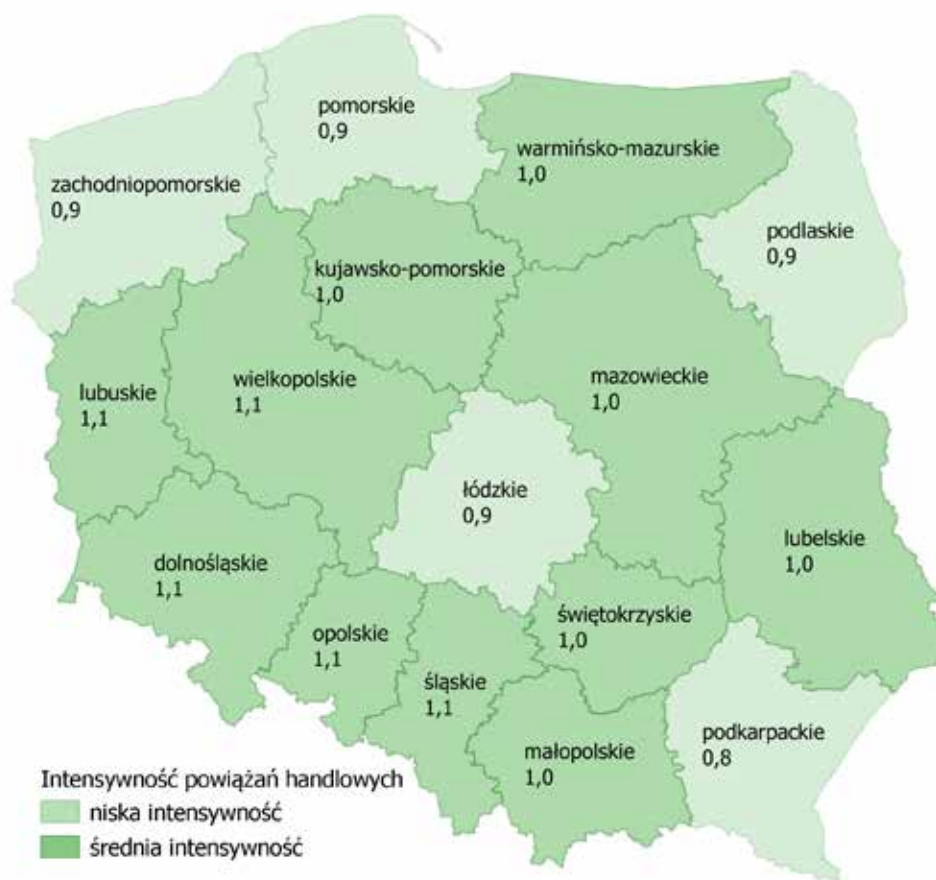 pomorskie
0,9
warmińsko-mazurskie
1,0
zachodniopomorskie
0,9
podlaskie
0,9
kujawsko-pomorskie
1,0
wielkopolskie
1,1
mazowieckie
1,0
lubuskie
1,1
łódzkie
0,9
lubelskie
1,0
dolnośląskie
1,1
świętokrzyskie
1,0
opolskie
1,1
śląskie
1,1
podkarpackie
0,8
małopolskie
1,0
Intensywność powiązań handlowych
niska intensywność
średnia intensywność